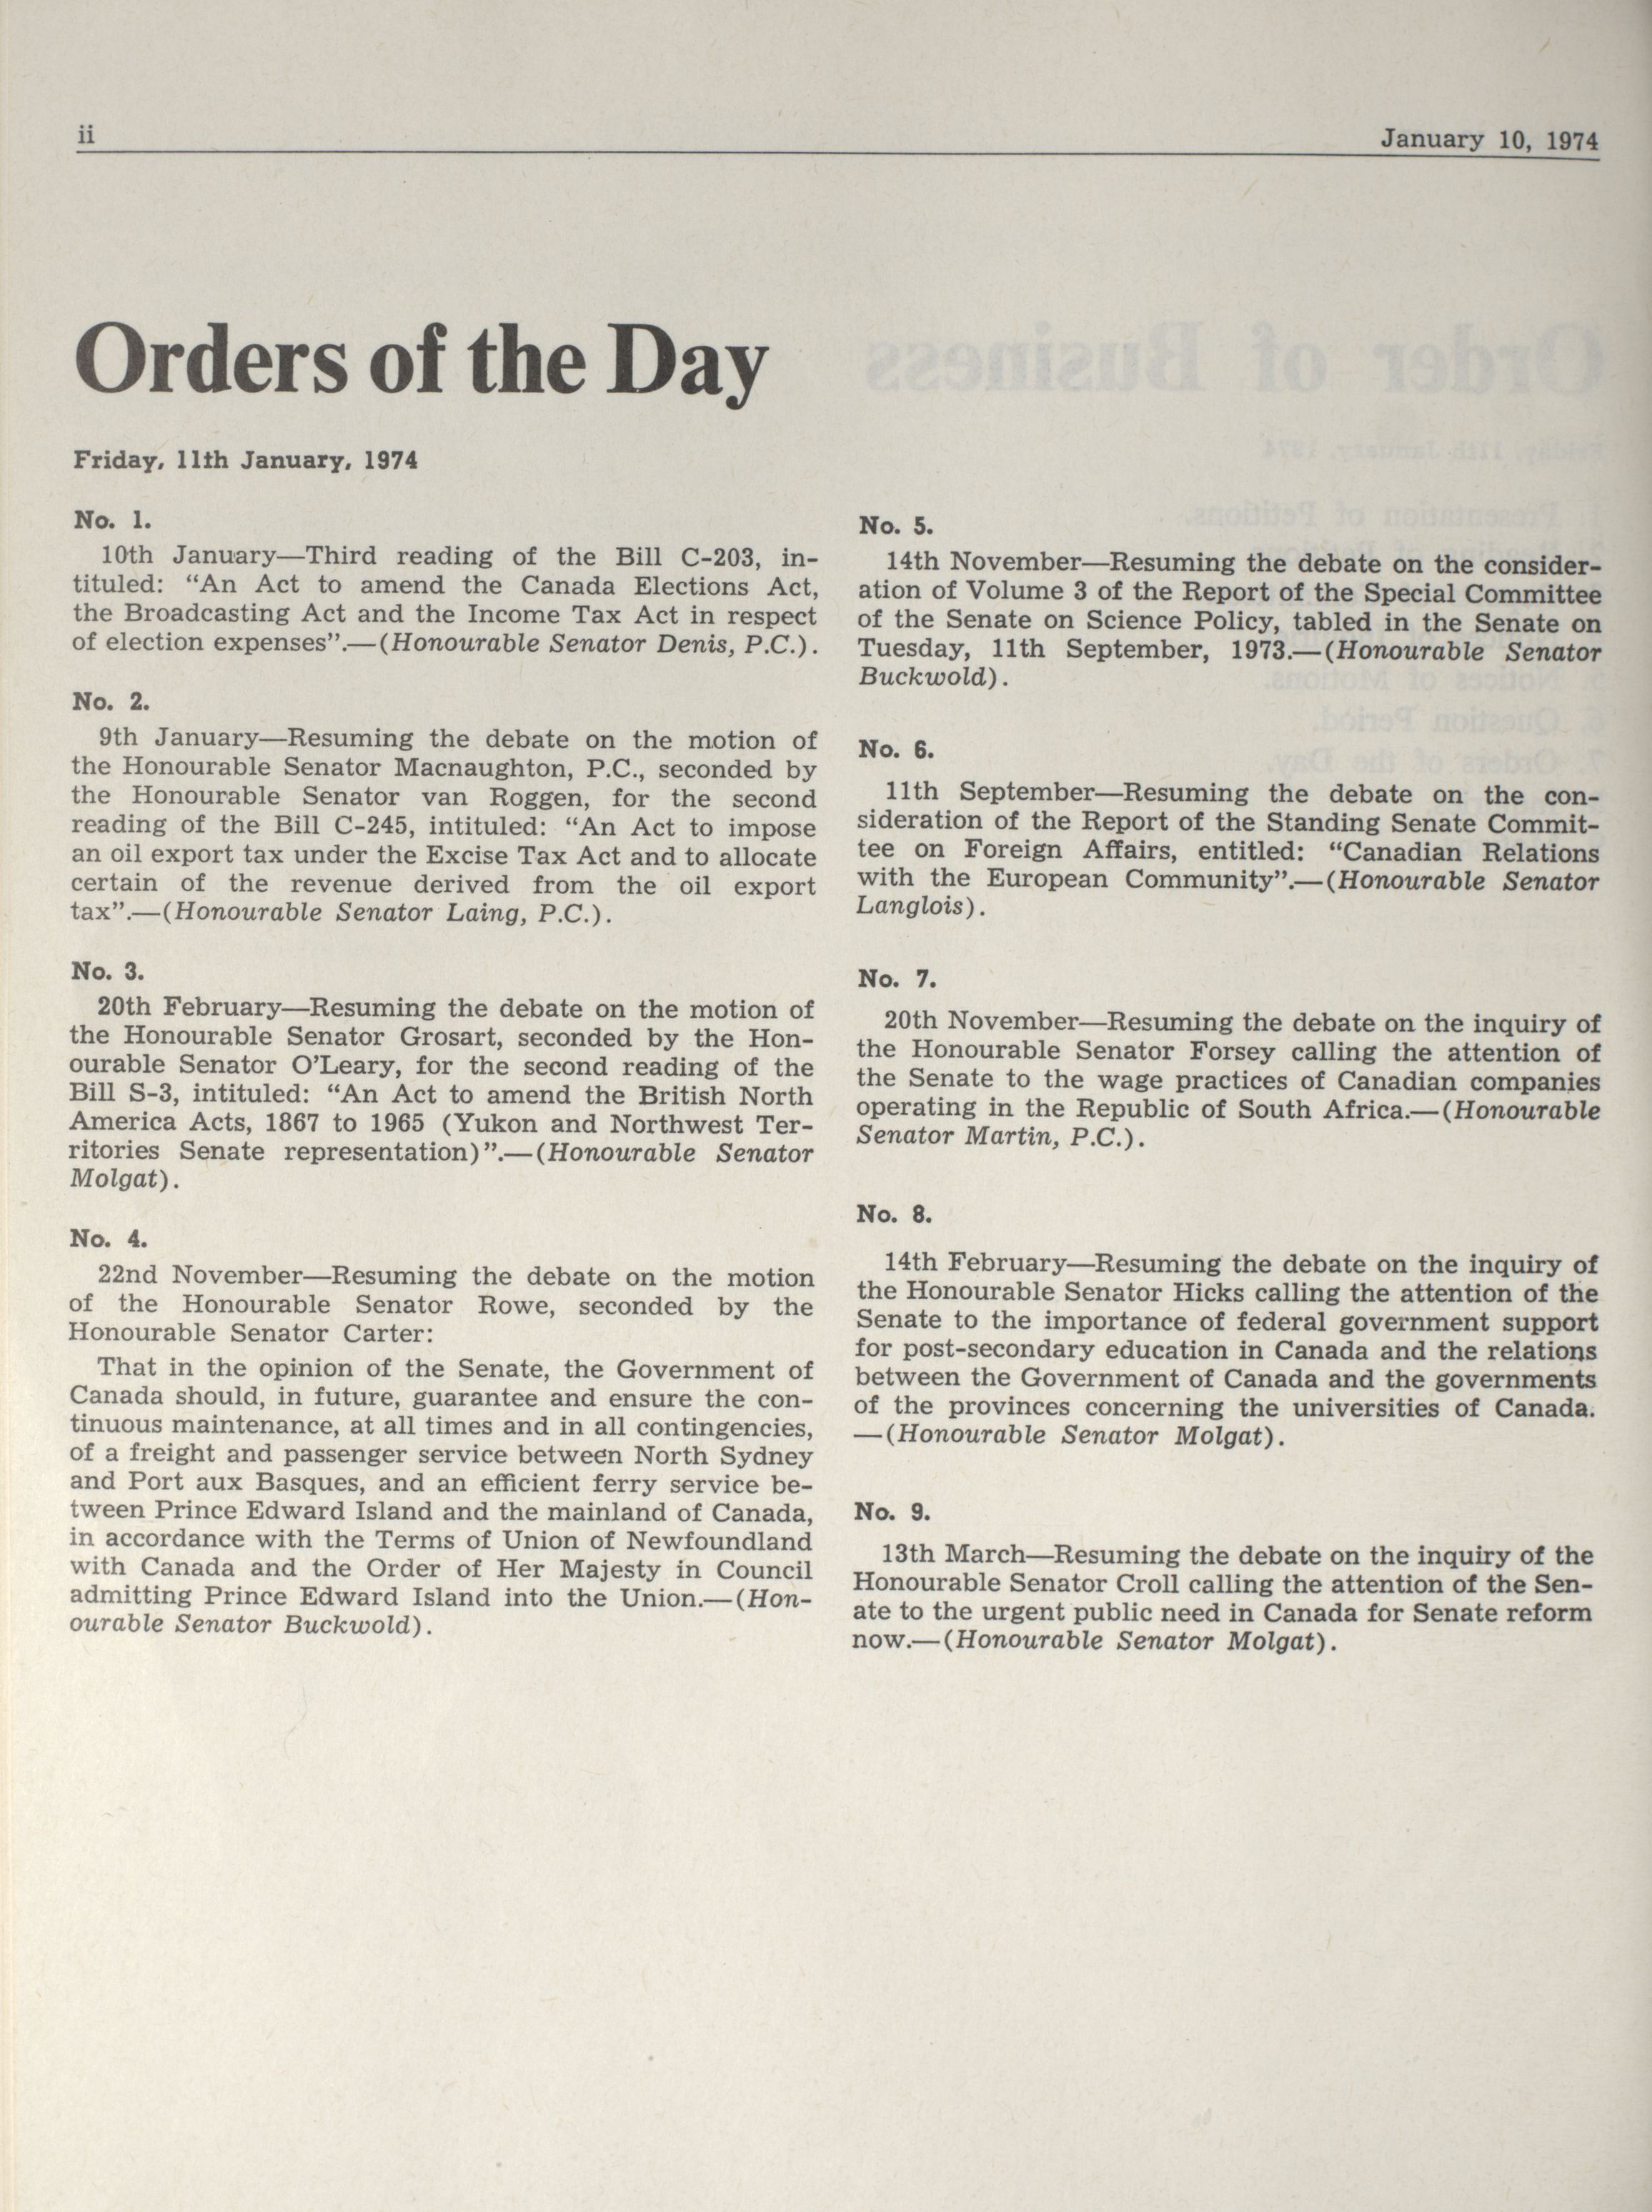 ii
January 10, 1974
Orders of the Day
Friday, 11th January, 1974
No. 1.
10th January—Third reading of the Bill C-203, in-
tituled: “An Act to amend the Canada Elections Act,
the Broadcasting Act and the Income Tax Act in respect
of election expenses”.—(Honourable Senator Denis, P.C.).
No. 2.
9th January—Resuming the debate on the motion of
the Honourable Senator Macnaughton, P.C., seconded by
the Honourable Senator van Roggen, for the second
reading of the Bill C-245, intituled: “An Act to impose
an oil export tax under the Excise Tax Act and to allocate
certain of the revenue derived from the oil export
tax”.—(Honourable Senator Laing, P.C.).
No. 3.
20th February—Resuming the debate on the motion of
the Honourable Senator Grosart, seconded by the Hon-
ourable Senator O’Leary, for the second reading of the
Bill S-3, intituled: “An Act to amend the British North
America Acts, 1867 to 1965 (Yukon and Northwest Ter-
ritories Senate representation)”.—(Honourable Senator
Molgat).
No. 4.
22nd November—Resuming the debate on the motion
of the Honourable Senator Rowe, seconded by the
Honourable Senator Carter:
That in the opinion of the Senate, the Government of
Canada should, in future, guarantee and ensure the con-
tinuous maintenance, at all times and in all contingencies,
of a freight and passenger service between North Sydney
and Port aux Basques, and an efficient ferry service be-
tween Prince Edward Island and the mainland of Canada,
in accordance with the Terms of Union of Newfoundland
with Canada and the Order of Her Majesty in Council
admitting Prince Edward Island into the Union.—(Hon-
ourable Senator Buckwold).
No. 5.
14th November—Resuming the debate on the consider-
ation of Volume 3 of the Report of the Special Committee
of the Senate on Science Policy, tabled in the Senate on
Tuesday, 11th September, 1973.—(Honourable Senator
Buckwold).
No. 6.
11th September—Resuming the debate on the con-
sideration of the Report of the Standing Senate Commit-
tee on Foreign Affairs, entitled: “Canadian Relations
with the European Community”.—(Honourable Senator
Langlois).
No. 7.
20th November—Resuming the debate on the inquiry of
the Honourable Senator Forsey calling the attention of
the Senate to the wage practices of Canadian companies
operating in the Republic of South Africa.—(Honourable
Senator Martin, P.C.).
No. 8.
14th February—Resuming the debate on the inquiry of
the Honourable Senator Hicks calling the attention of the
Senate to the importance of federal government support
for post-secondary education in Canada and the relations
between the Government of Canada and the governments
of the provinces concerning the universities of Canada.
—(Honourable Senator Molgat).
No. 9.
13th March—Resuming the debate on the inquiry of the
Honourable Senator Croll calling the attention of the Sen-
ate to the urgent public need in Canada for Senate reform
now.—(Honourable Senator Molgat).